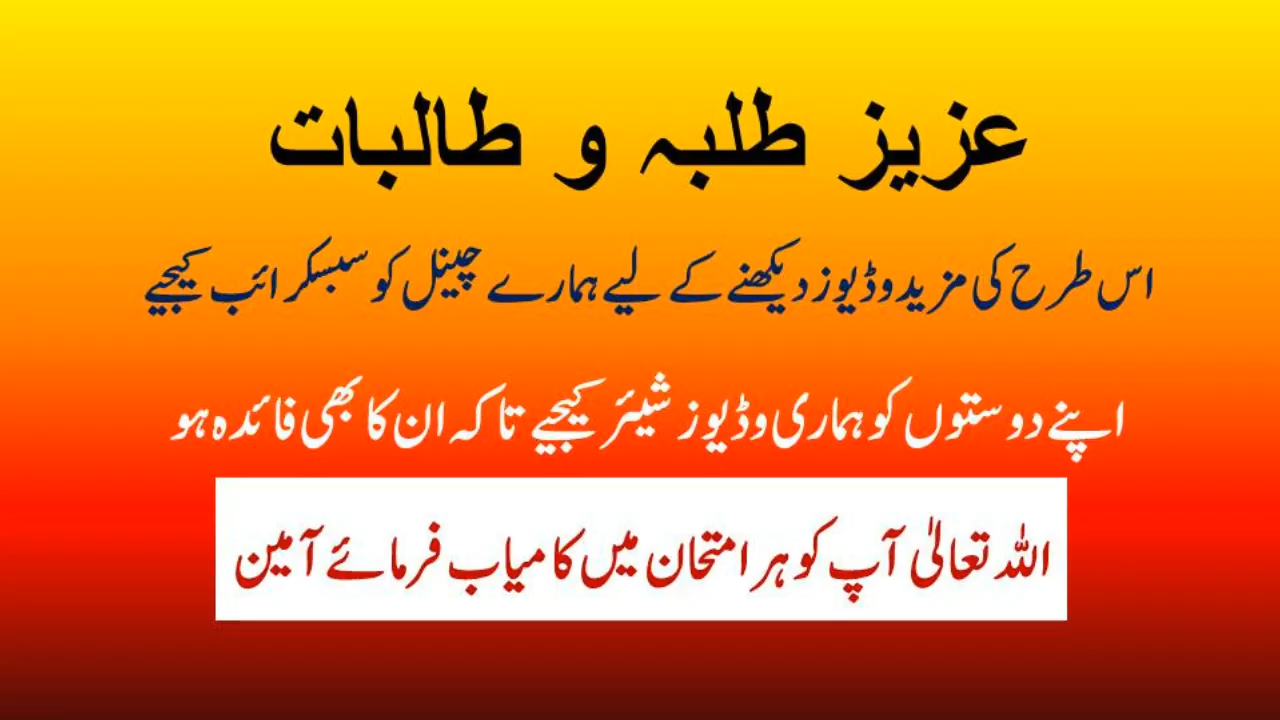 عزیز طلبہ و طالبات
اس طرح کی مزید وڈیوز دیکھنے کے لیے ہمارے چینل کو سبسکرائب کیجیے
اپنے دوستوں کو ہماری وڈیوز شیئر کیجیے تاکہ ان کا بھی فائدہ ہو
اللہ تعالیٰ آپ کو ہر امتحان میں کامیاب فرمائے آمین